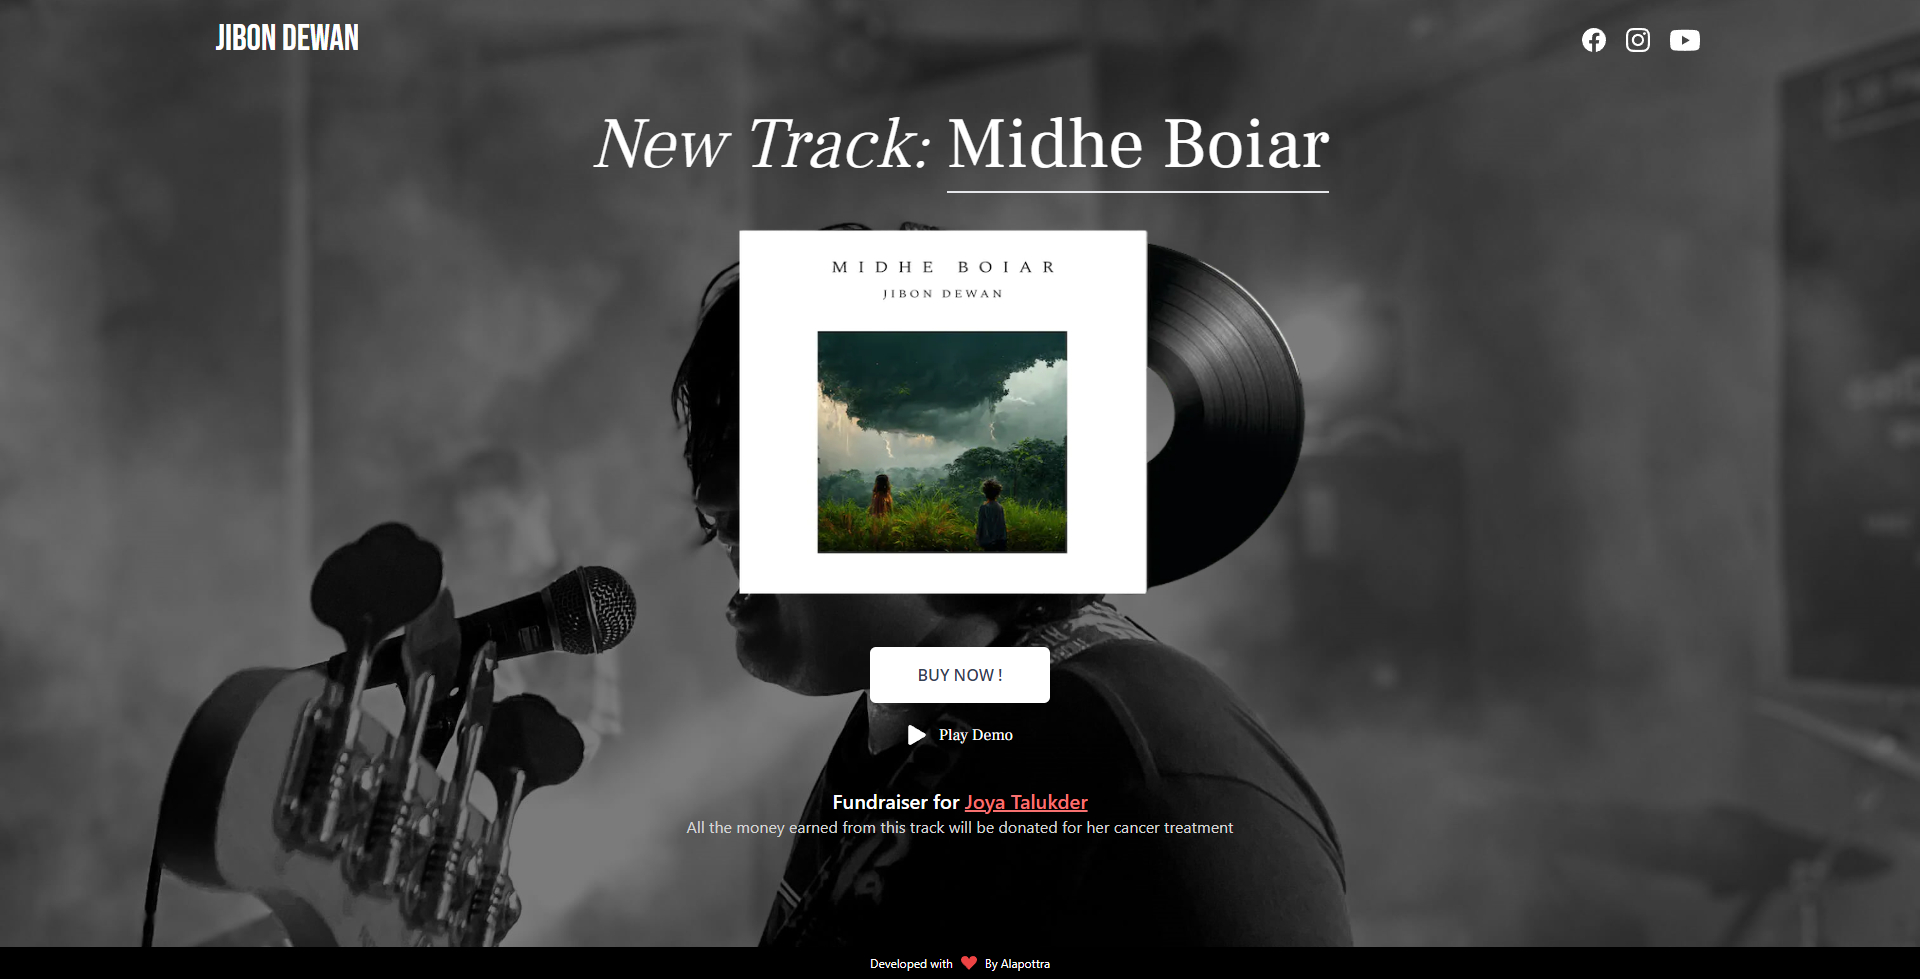 JIBON DEWAN
New Track: Midhe Boiar
MIDHE BOIAR
JIBON DEWAN
BUY NOW !
Play Demo
Fundraiser for Joya Talukder
All the money earned from this track will be donated for her cancer treatment
Developed with ❤ By Alapottra